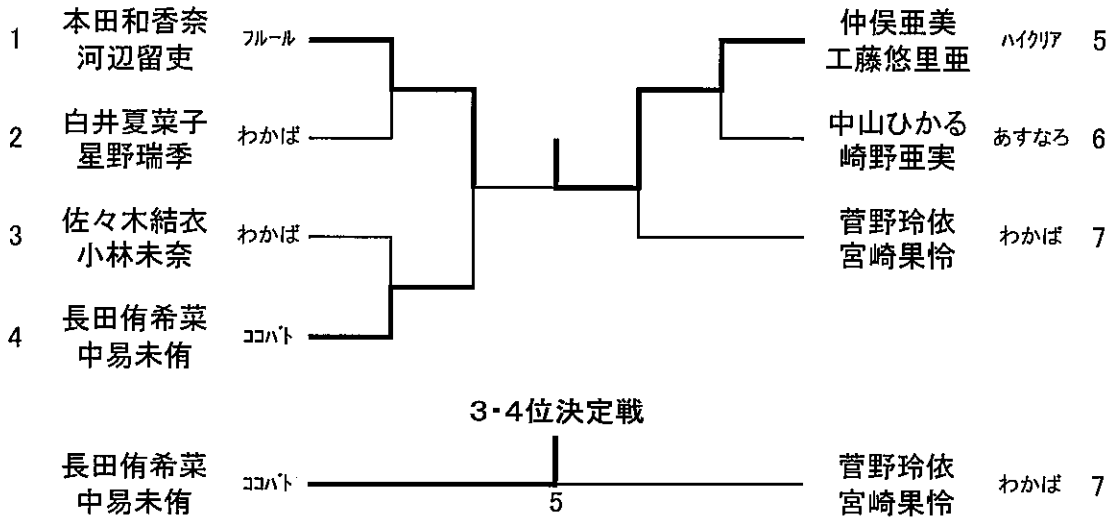 1 本田和香奈 河辺留吏 フルール
2 白井夏菜子 星野瑞季 わかば
3 佐々木結衣 小林未奈 わかば
4 長田侑希菜 中易未侑 ココバト
仲俣亜美 工藤悠里亜 ハイクリア 5
中山ひかる 崎野亜実 あすなろ 6
菅野玲依 宮崎果怜 わかば 7
3・4位決定戦
長田侑希菜 中易未侑 ココバト
5
菅野玲依 宮崎果怜 わかば 7